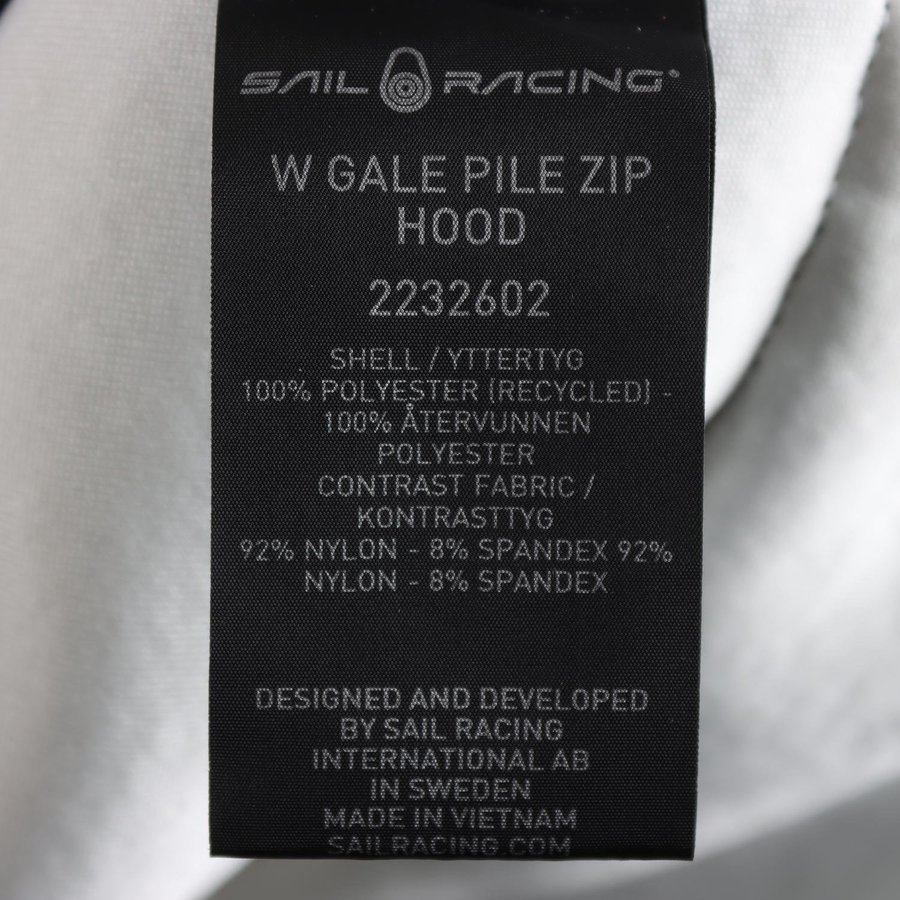 SAIL RACING®
W GALE PILE ZIP
HOOD
2232602
SHELL / YTTERTYG
100% POLYESTER (RECYCLED) -
100% ÅTERVUNNEN
POLYESTER
CONTRAST FABRIC /
KONTRASTTYG
92% NYLON - 8% SPANDEX 92%
NYLON - 8% SPANDEX
DESIGNED AND DEVELOPED
BY SAIL RACING
INTERNATIONAL AB
IN SWEDEN
MADE IN VIETNAM
SAILRACING.COM